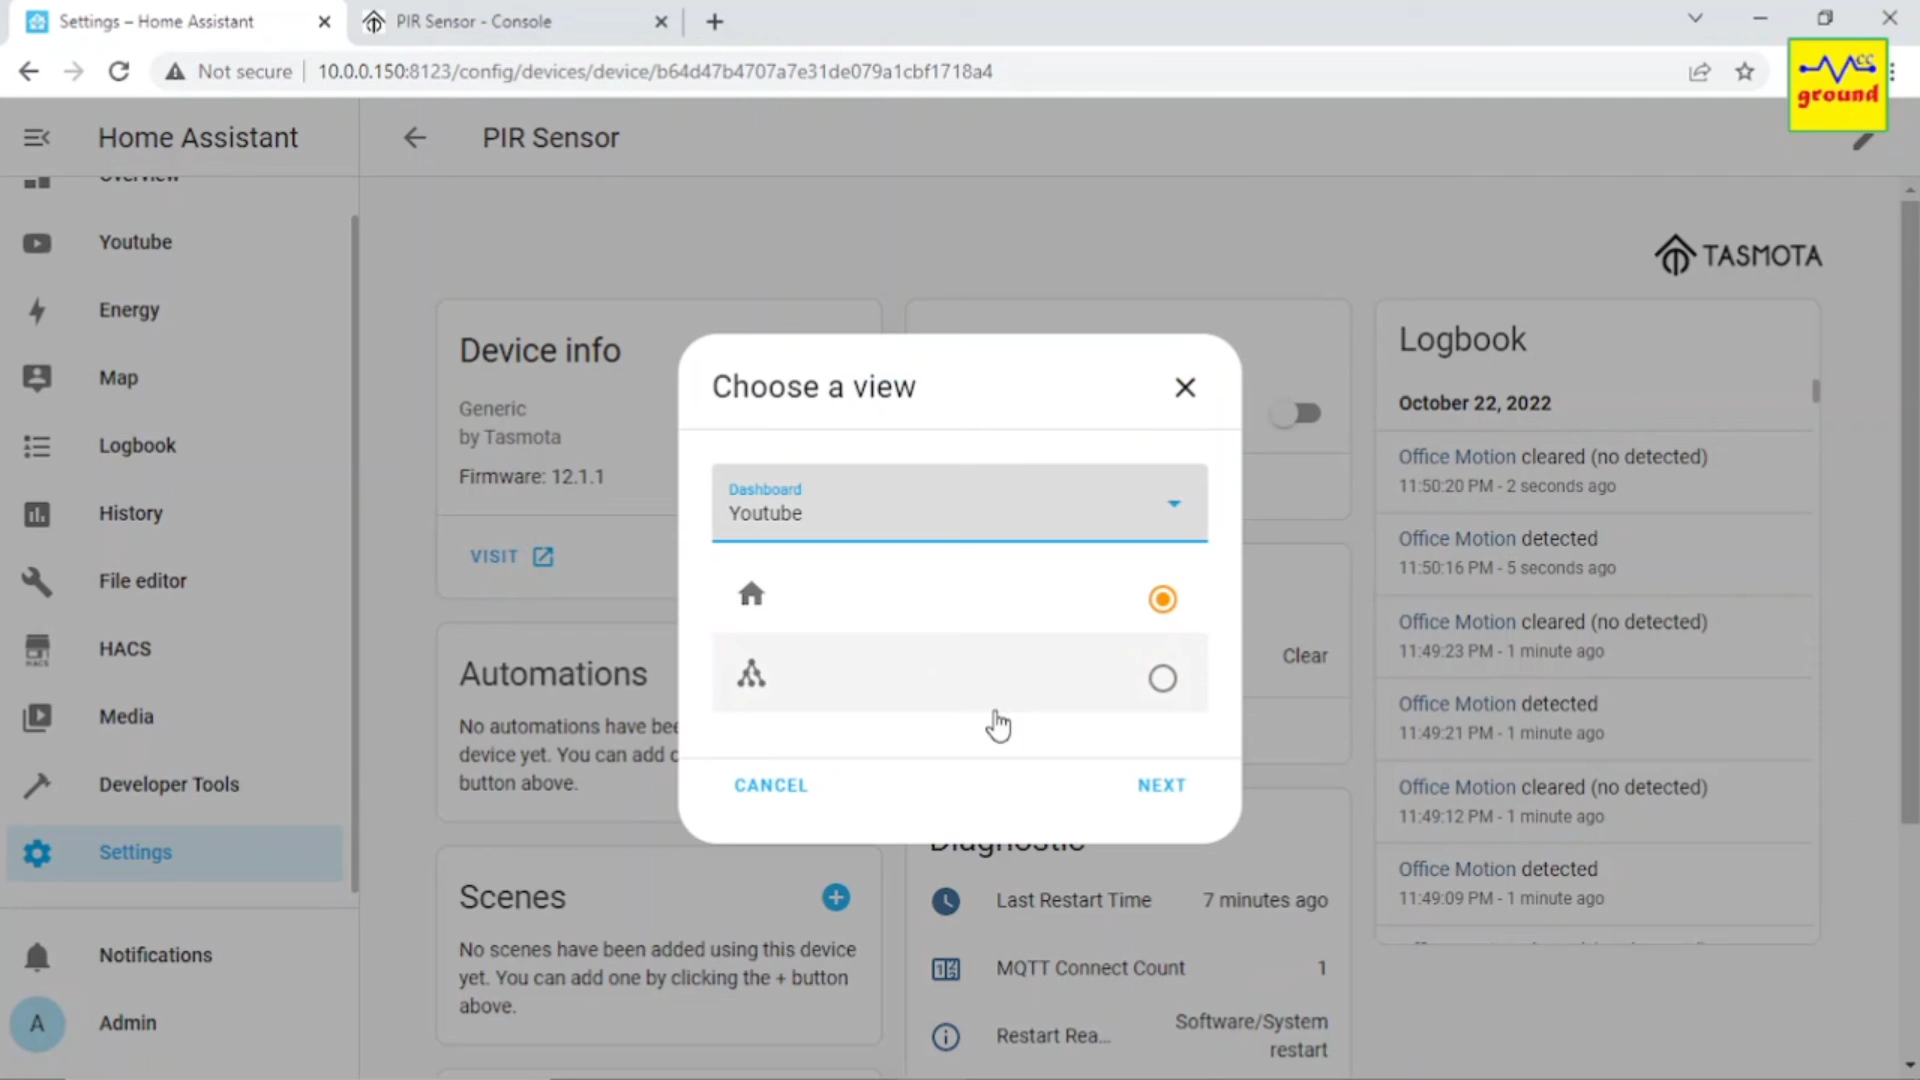 Settings – Home Assistant
PIR Sensor - Console
Not secure
10.0.0.150:8123/config/devices/device/b64d47b4707a7e31de079a1cbf1718a4
CC
ground
Home Assistant
PIR Sensor
Overview
Youtube
Energy
Map
Logbook
History
File editor
HACS
HACS
Media
Developer Tools
Settings
Notifications
A
Admin
TASMOTA
Device info
Generic
by Tasmota
Firmware: 12.1.1
VISIT
Automations
No automations have bee
device yet. You can add o
button above.
Scenes
No scenes have been added using this device
yet. You can add one by clicking the + button
above.
Choose a view
Dashboard
Youtube
CANCEL
NEXT
Clear
Diagnostic
Last Restart Time
7 minutes ago
MQTT Connect Count
1
Restart Rea...
Software/System
restart
Logbook
October 22, 2022
Office Motion cleared (no detected)
11:50:20 PM - 2 seconds ago
Office Motion detected
11:50:16 PM - 5 seconds ago
Office Motion cleared (no detected)
11:49:23 PM - 1 minute ago
Office Motion detected
11:49:21 PM - 1 minute ago
Office Motion cleared (no detected)
11:49:12 PM - 1 minute ago
Office Motion detected
11:49:09 PM - 1 minute ago